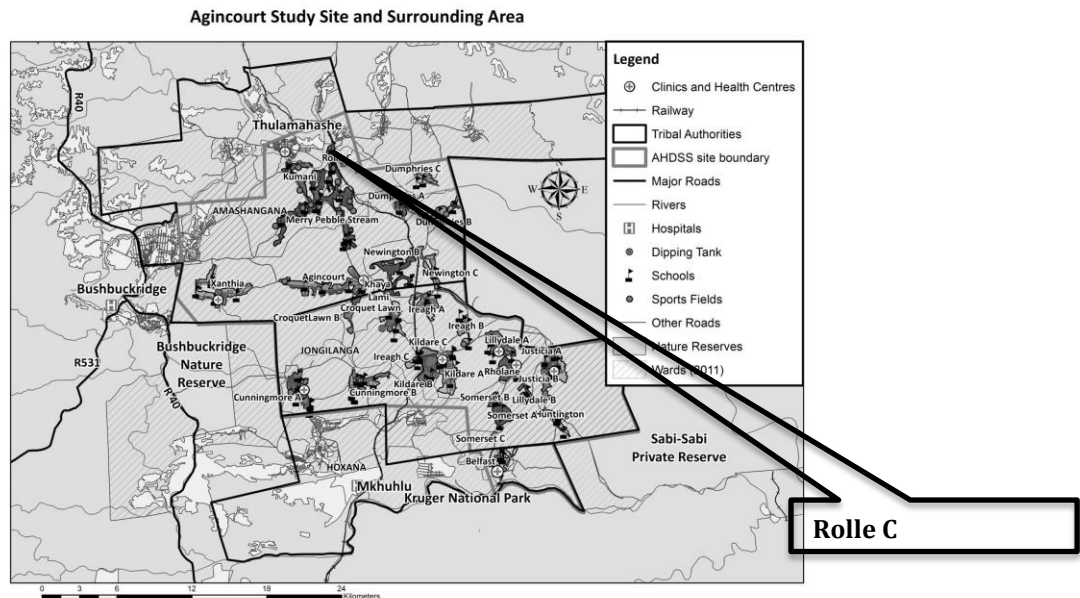 Agincourt Study Site and Surrounding Area
Legend
Clinics and Health Centres
Railway
Tribal Authorities
AHDSS site boundary
Major Roads
Rivers
Hospitals
Dipping Tank
Schools
Sports Fields
Other Roads
Nature Reserves
Wards (2011)
R40
Thulamahashe
Kumani
Dumphries C
Dumphries A
Dumphries B
AMASHANGANA
Merry Pebble Stream
N
W
E
S
Newington B
Newington C
Xanthia
Agincourt
Khaya
Lami
Bushbuckridge
H
Croquet Lawn
Ireagh A
CroquetLawn B
Ireagh B
Bushbuckridge
Nature
Reserve
JONGILANGA
Kildare C
Lillydale A
Justicia A
R531
Ireagh C
Kildare A
Rholane
Justicia B
Kildare B
R 40
Cunningmore A
Cunningmore B
Somerset B
Lillydale B
Somerset A
Huntington
Somerset C
Sabi-Sabi
Private Reserve
HOXANA
Belfast
Mkhuhlu
Kruger National Park
Rolle C
0 3 6 12 18 24
Kilometers